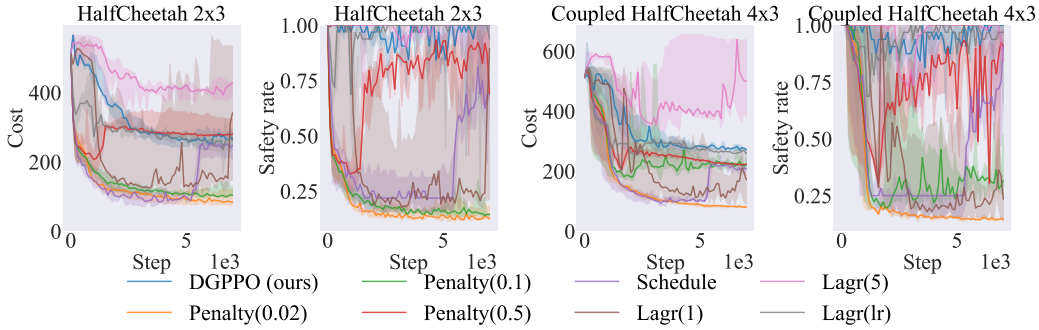 HalfCheetah 2x3
HalfCheetah 2x3
Coupled HalfCheetah 4x3
Coupled HalfCheetah 4x3
Cost
400
200
0
0
5
Step
1e3
Safety rate
1.00
0.75
0.50
0.25
0
5
Step
1e3
Cost
600
400
200
0
0
5
Step
1e3
Safety rate
1.00
0.75
0.50
0.25
0
5
Step
1e3
DGPPO (ours)
Penalty(0.1)
Schedule
Lagr(5)
Penalty(0.02)
Penalty(0.5)
Lagr(1)
Lagr(lr)